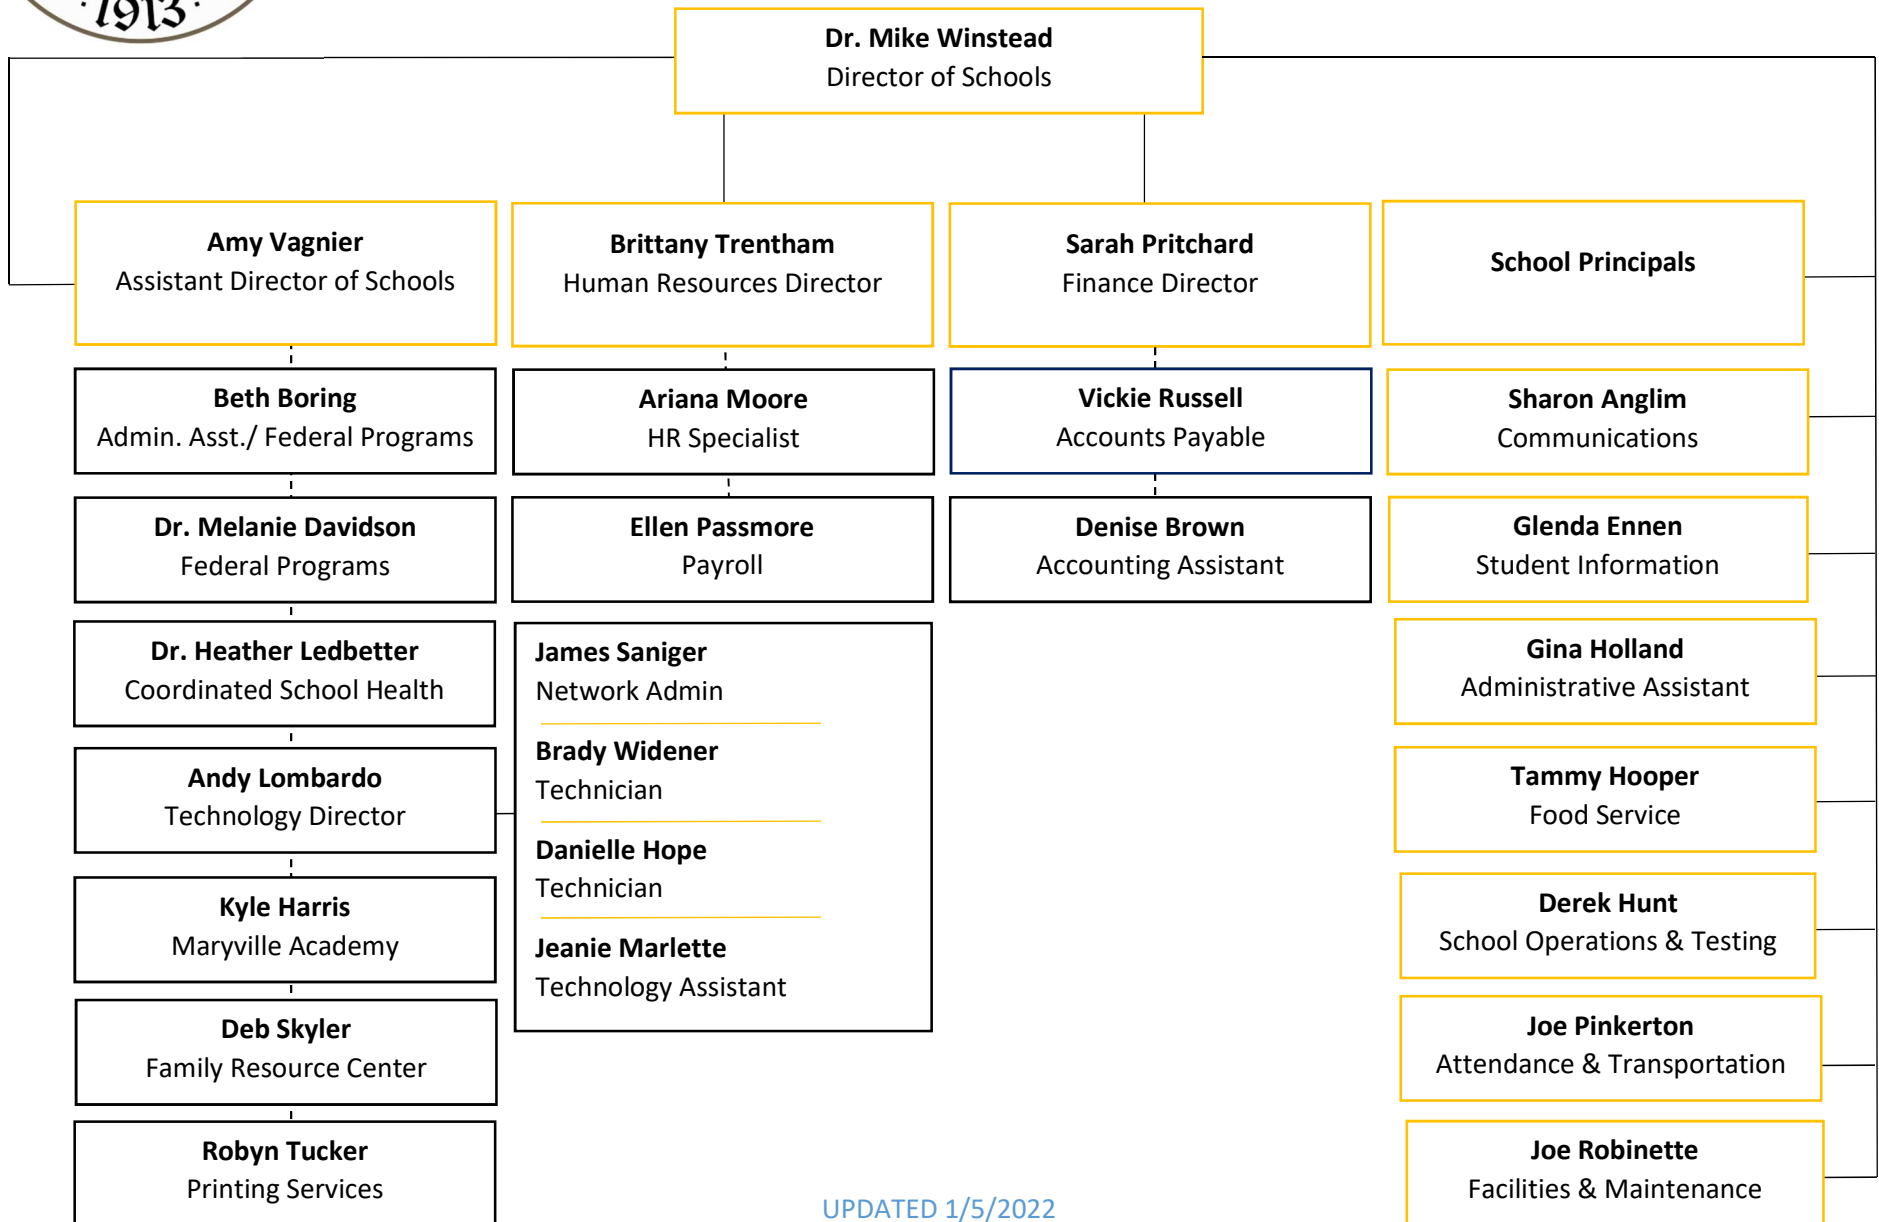 ·1913·
Dr. Mike Winstead
Director of Schools
Amy Vagnier
Assistant Director of Schools
Brittany Trentham
Human Resources Director
Sarah Pritchard
Finance Director
School Principals
Beth Boring
Admin. Asst./ Federal Programs
Ariana Moore
HR Specialist
Vickie Russell
Accounts Payable
Sharon Anglim
Communications
Dr. Melanie Davidson
Federal Programs
Ellen Passmore
Payroll
Denise Brown
Accounting Assistant
Glenda Ennen
Student Information
Dr. Heather Ledbetter
Coordinated School Health
James Saniger
Network Admin
Brady Widener
Technician
Danielle Hope
Technician
Jeanie Marlette
Technology Assistant
Gina Holland
Administrative Assistant
Andy Lombardo
Technology Director
Tammy Hooper
Food Service
Kyle Harris
Maryville Academy
Derek Hunt
School Operations & Testing
Deb Skyler
Family Resource Center
Joe Pinkerton
Attendance & Transportation
Robyn Tucker
Printing Services
Joe Robinette
Facilities & Maintenance
UPDATED 1/5/2022